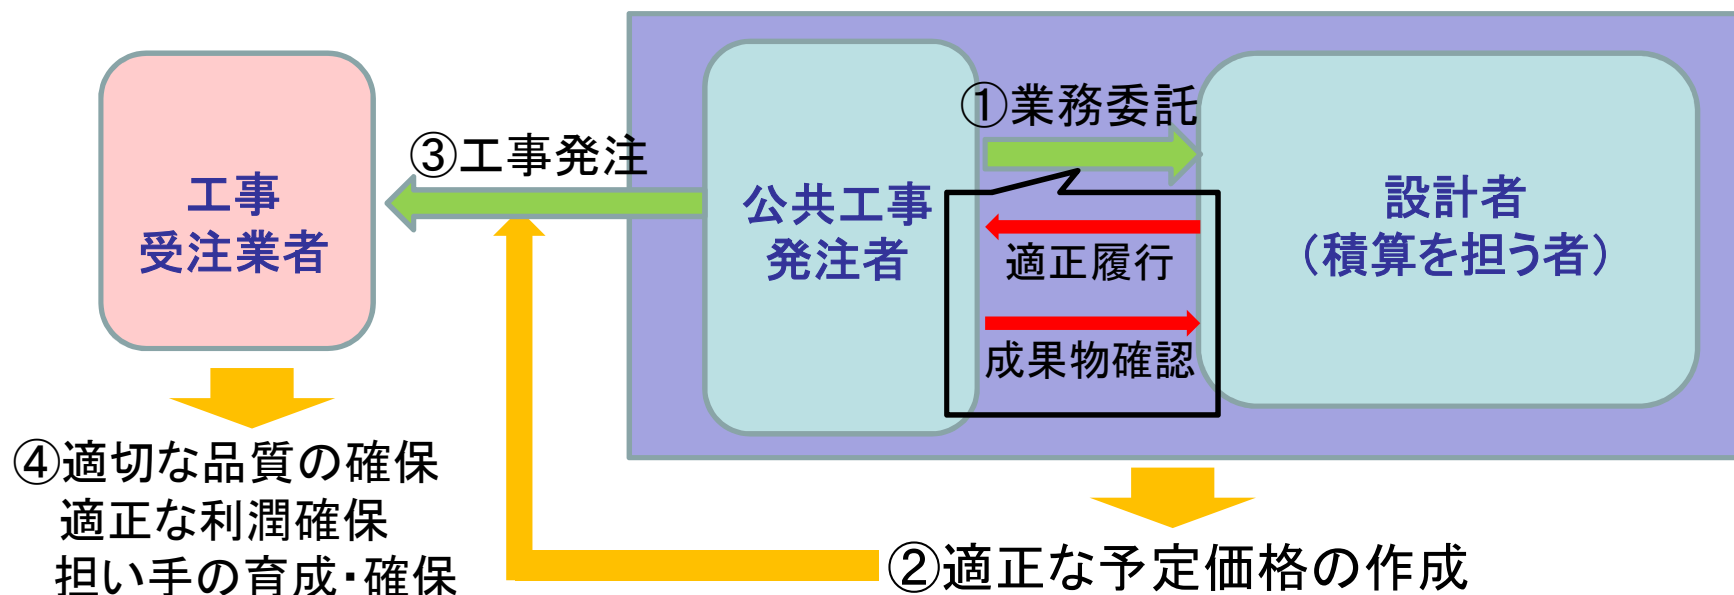 ①業務委託
③工事発注
工事
受注業者
公共工事
発注者
設計者
（積算を担う者）
適正履行
成果物確認
④適切な品質の確保
適正な利潤確保
担い手の育成・確保
②適正な予定価格の作成